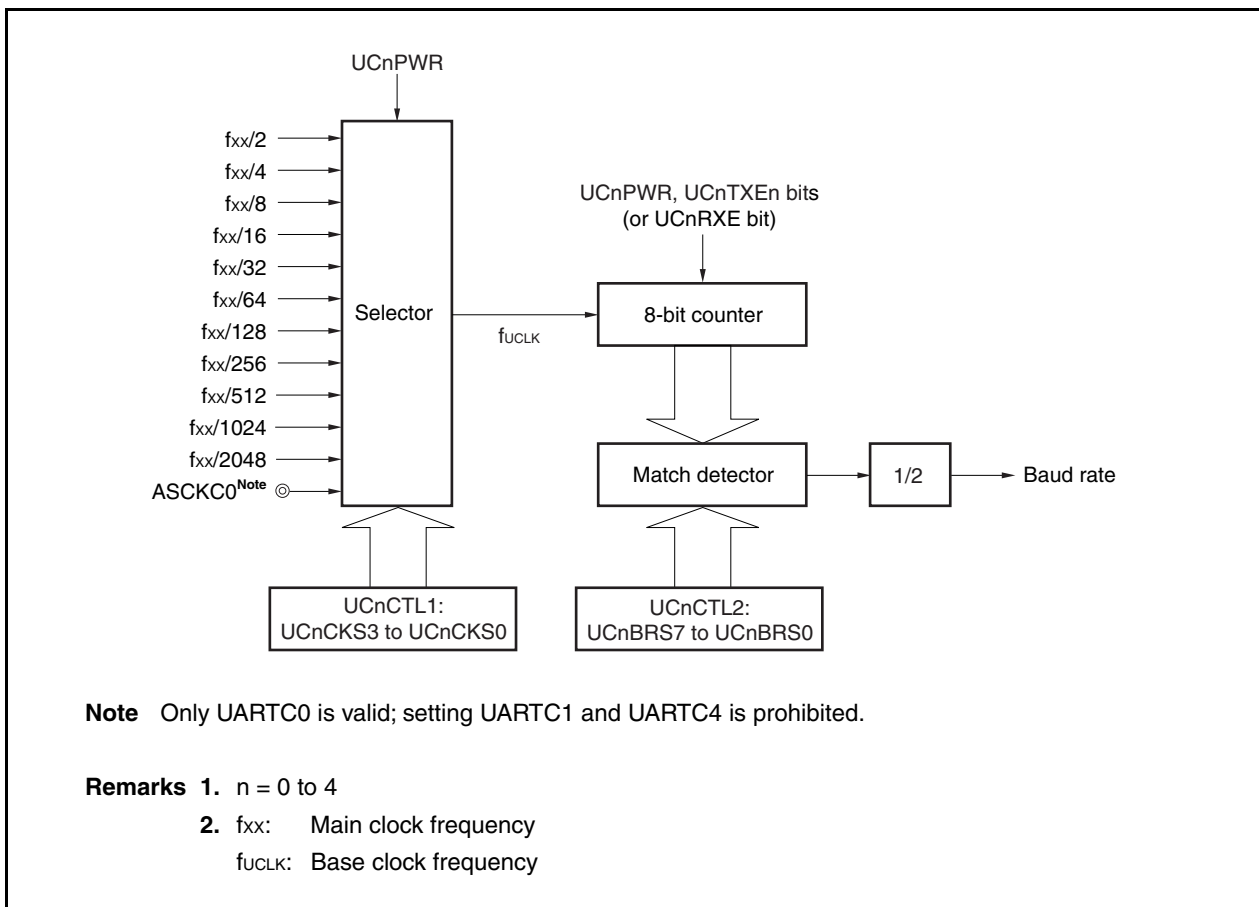 UCnPWR
fxx/2
fxx/4
fxx/8
fxx/16
fxx/32
fxx/64
fxx/128
fxx/256
fxx/512
fxx/1024
fxx/2048
ASCKC0Note
Selector
fUCLK
UCnPWR, UCnTXEn bits
(or UCnRXE bit)
8-bit counter
Match detector
1/2
Baud rate
UCnCTL1:
UCnCKS3 to UCnCKS0
UCnCTL2:
UCnBRS7 to UCnBRS0
Note Only UARTC0 is valid; setting UARTC1 and UARTC4 is prohibited.
Remarks 1. n = 0 to 4
2. fxx: Main clock frequency
fUCLK: Base clock frequency